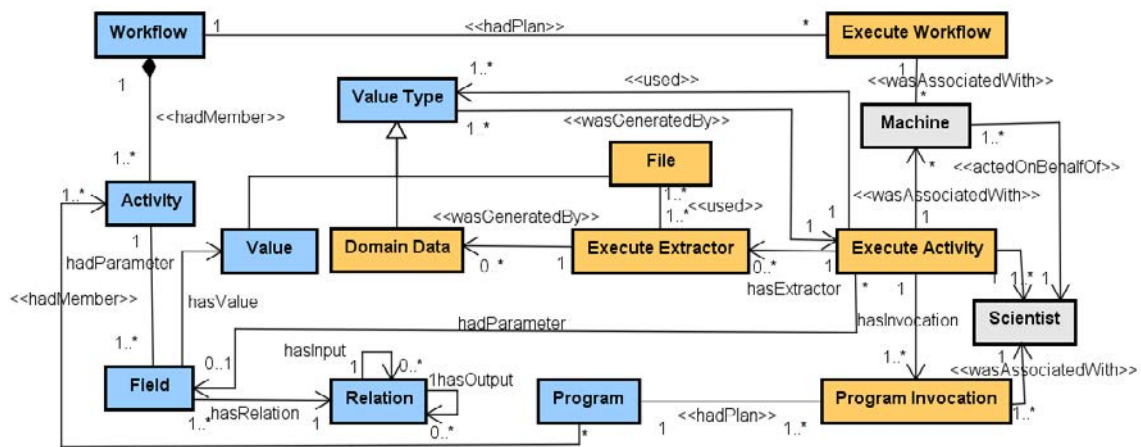 Workflow 1 <<hadPlan>> * Execute Workflow
1 1
1..* <<used>> <<wasAssociatedWith>>
Value Type *
<<hadMember>> 1..* <<wasGeneratedBy>> Machine
File * 1..*
1..* <<actedOnBehalfOf>>
1..* Activity 1..* <<wasAssociatedWith>>
<<wasGeneratedBy>> 1..* <<used>> 1 1 1
1 Value Domain Data Execute Extractor Execute Activity
hadParameter 0..* 1 0..* 1 1 1..* 1
<<hadMember>> hasExtractor * 1
hasValue Scientist
hadParameter hasInvocation
1..* 0..1 hasInput 0..* 1..* 1 1
1 1hasOutput <<wasAssociatedWith>>
Field Relation Program Program Invocation
hasRelation <<hadPlan>>
1..* 1 0..* * 1 1..* 1..*